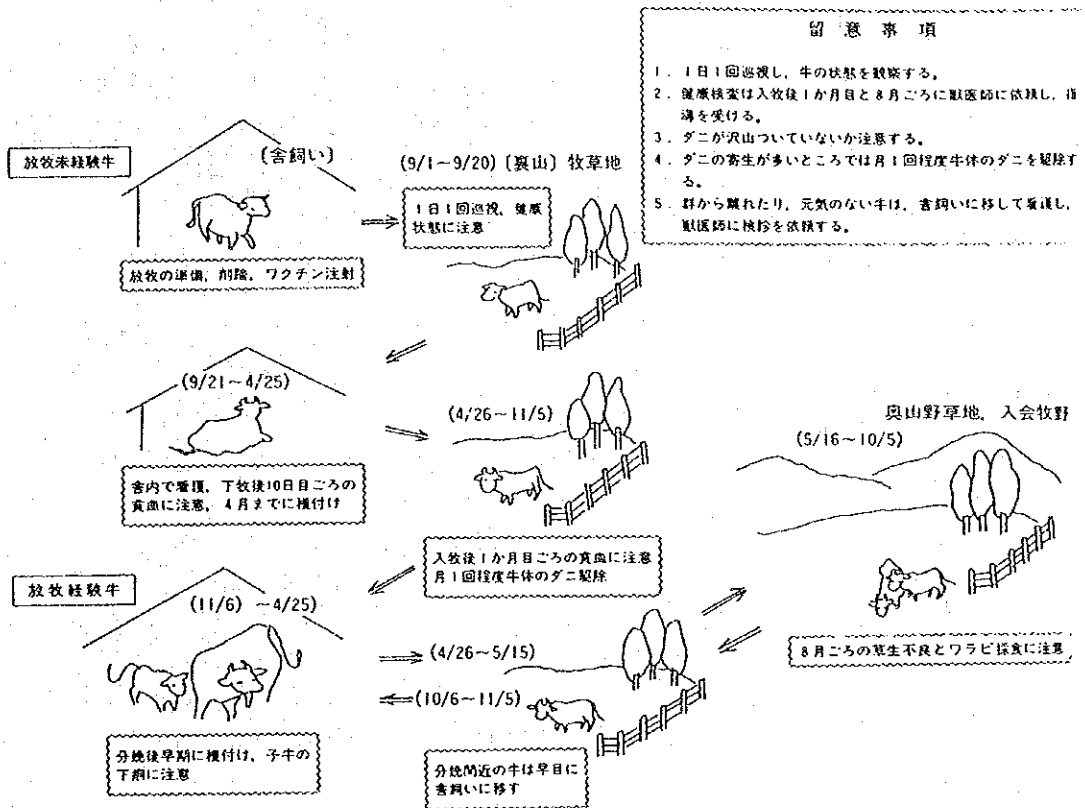 留意事項
1. 1日1回巡視し、牛の状態を観察する。
2. 健康検査は入牧後1か月目と8月ごろに獣医師に依頼し、指
導を受ける。
3. ダニが沢山ついていないか注意する。
4. ダニの寄生が多いところでは月1回程度牛体のダニを駆除す
る。
5. 群から離れたり、元気のない牛は、舎飼いに移して看護し、
獣医師に検診を依頼する。
放牧未経験牛
(舎飼い)
放牧の準備、削蹄、ワクチン注射
(9/1~9/20)〔裏山〕牧草地
1日1回巡視、健康
状態に注意
(9/21~4/25)
舎内で看護、下牧後10日目ごろの
貧血に注意、4月までに種付け
(4/26~11/5)
入牧後1か月目ごろの貧血に注意
月1回程度牛体のダニ駆除
奥山野草地、入会牧野
(5/16~10/5)
8月ごろの草生不良とワラビ採食に注意
放牧経験牛
(11/6) ~4/25)
分娩後早期に種付け、子牛の
下痢に注意
(4/26~5/15)
(10/6~11/5)
分娩間近の牛は早目に
舎飼いに移す